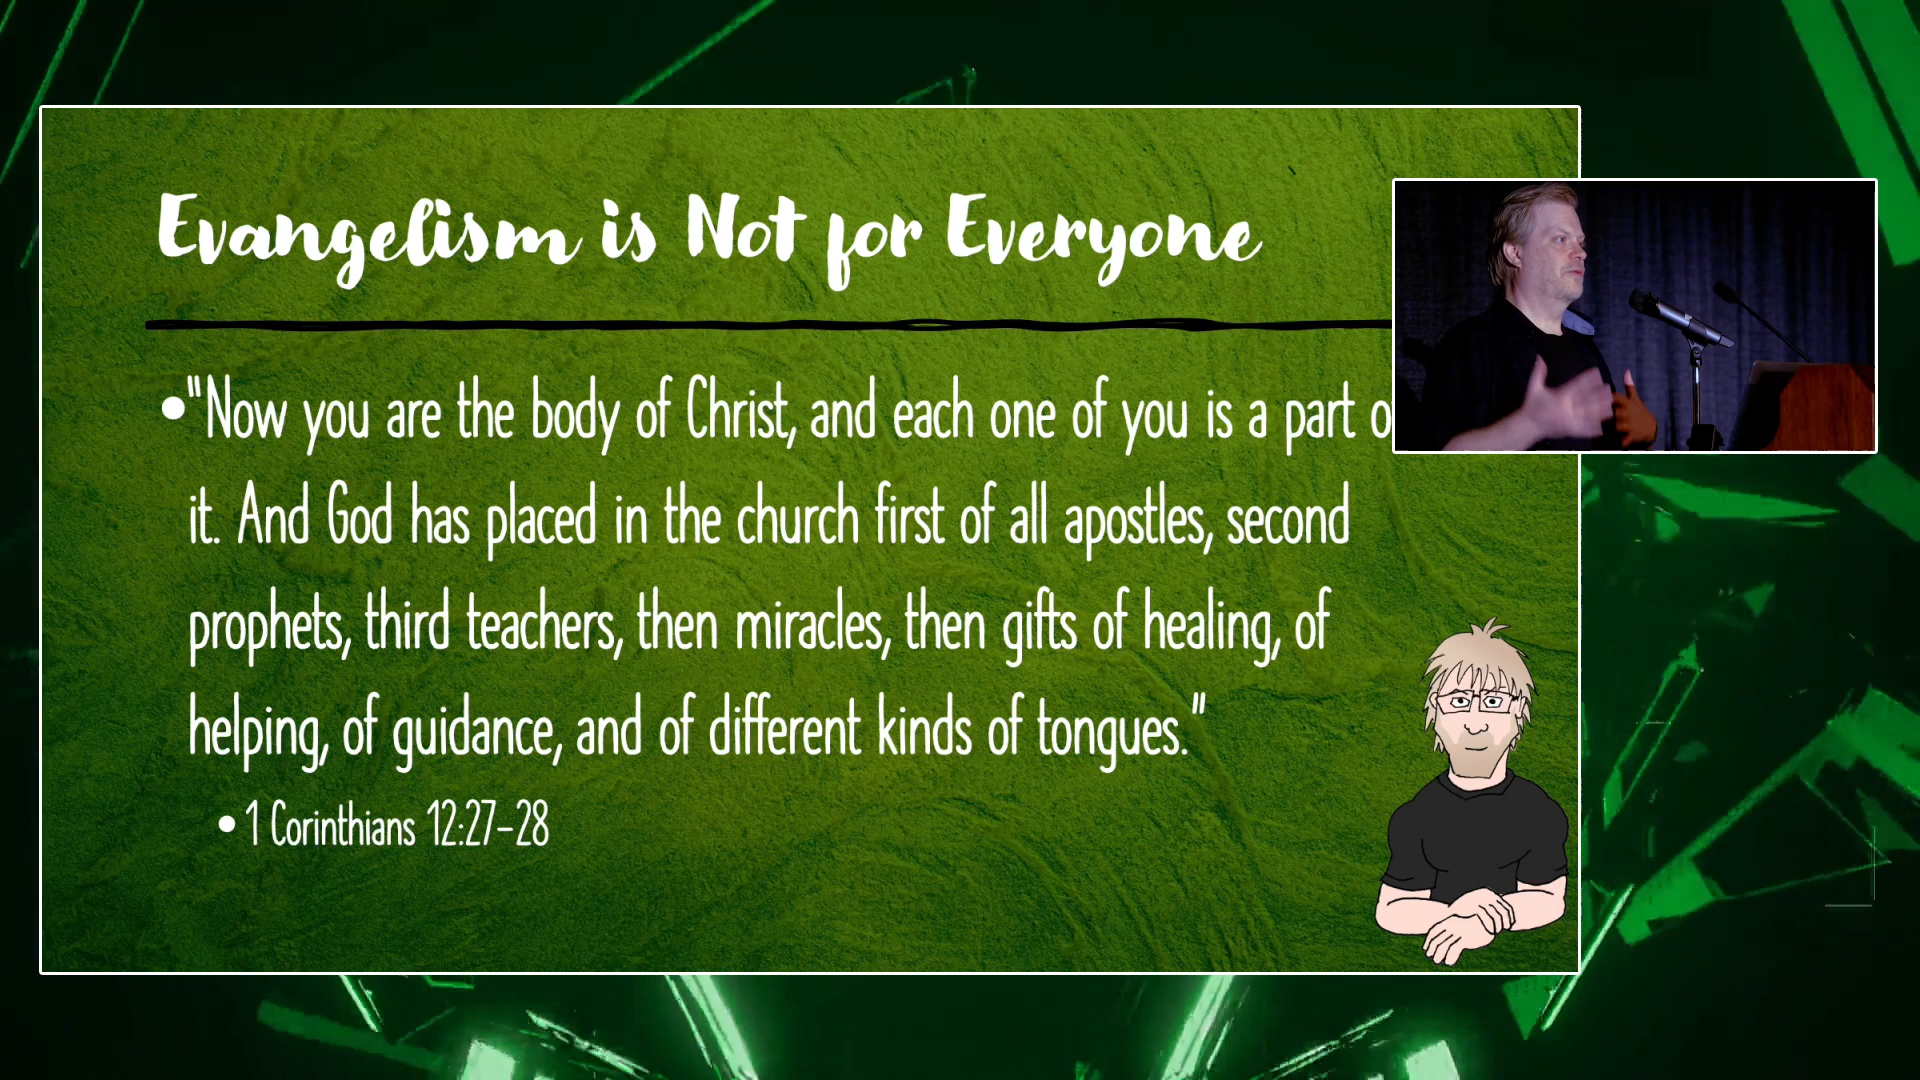 Evangelism is Not for Everyone
•"Now you are the body of Christ, and each one of you is a part
it. And God has placed in the church first of all apostles, second
prophets, third teachers, then miracles, then gifts of healing, of
helping, of guidance, and of different kinds of tongues."
• 1 Corinthians 12:27-28